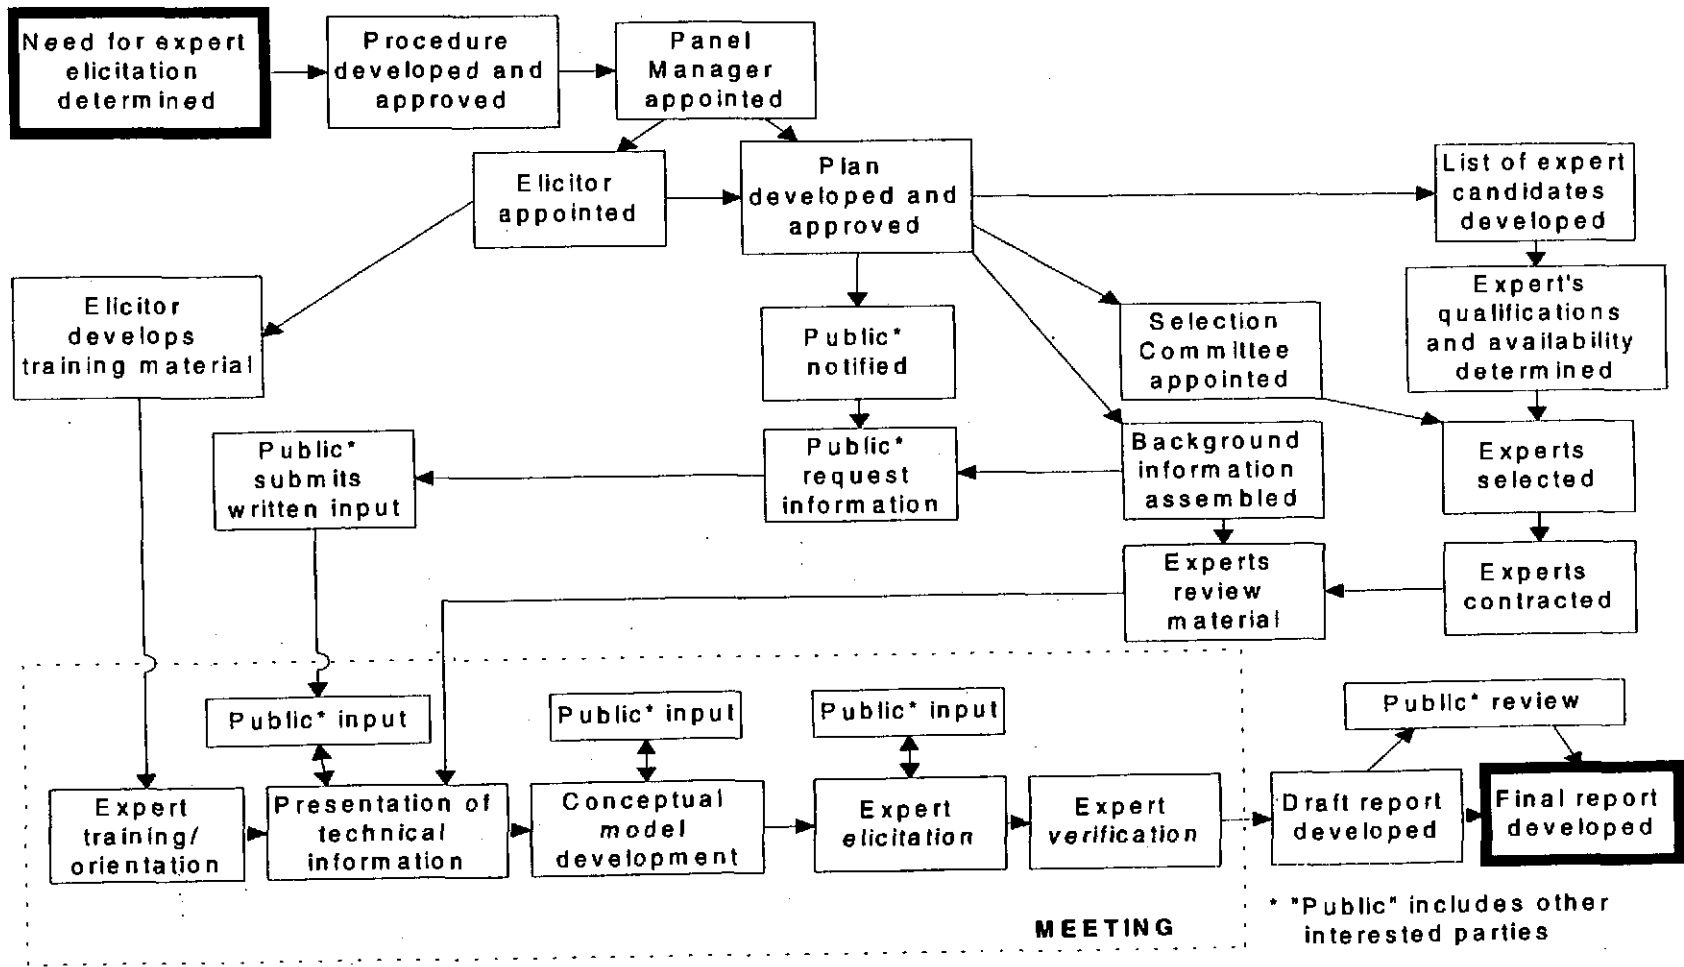 Need for expert
elicitation
determined
Procedure
developed and
approved
Panel
Manager
appointed
Elicitor
appointed
Plan
developed and
approved
List of expert
candidates
developed
Elicitor
develops
training material
Public*
notified
Selection
Committee
appointed
Expert's
qualifications
and availability
determined
Public*
submits
written input
Public*
request
information
Background
information
assembled
Experts
selected
Experts
review
material
Experts
contracted
Public* input
Public* input
Public* input
Public* review
Expert
training/
orientation
Presentation of
technical
information
Conceptual
model
development
Expert
elicitation
Expert
verification
Draft report
developed
Final report
developed
MEETING
* "Public" includes other
interested parties